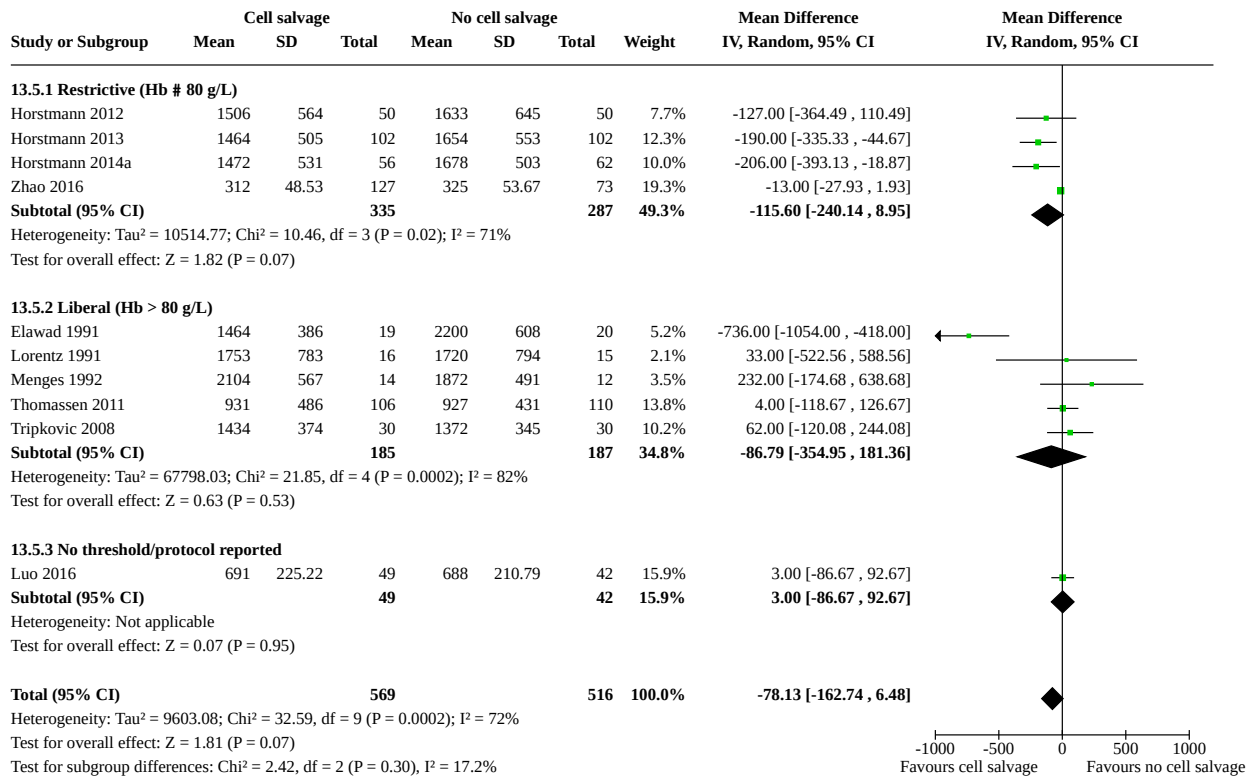 Cell salvage No cell salvage Mean Difference Mean Difference
Study or Subgroup Mean SD Total Mean SD Total Weight IV, Random, 95% CI IV, Random, 95% CI
13.5.1 Restrictive (Hb # 80 g/L)
Horstmann 2012 1506 564 50 1633 645 50 7.7% -127.00 [-364.49 , 110.49]
Horstmann 2013 1464 505 102 1654 553 102 12.3% -190.00 [-335.33 , -44.67]
Horstmann 2014a 1472 531 56 1678 503 62 10.0% -206.00 [-393.13 , -18.87]
Zhao 2016 312 48.53 127 325 53.67 73 19.3% -13.00 [-27.93 , 1.93]
Subtotal (95% CI) 335 287 49.3% -115.60 [-240.14 , 8.95]
Heterogeneity: Tau² = 10514.77; Chi² = 10.46, df = 3 (P = 0.02); I² = 71%
Test for overall effect: Z = 1.82 (P = 0.07)
13.5.2 Liberal (Hb > 80 g/L)
Elawad 1991 1464 386 19 2200 608 20 5.2% -736.00 [-1054.00 , -418.00]
Lorentz 1991 1753 783 16 1720 794 15 2.1% 33.00 [-522.56 , 588.56]
Menges 1992 2104 567 14 1872 491 12 3.5% 232.00 [-174.68 , 638.68]
Thomassen 2011 931 486 106 927 431 110 13.8% 4.00 [-118.67 , 126.67]
Tripkovic 2008 1434 374 30 1372 345 30 10.2% 62.00 [-120.08 , 244.08]
Subtotal (95% CI) 185 187 34.8% -86.79 [-354.95 , 181.36]
Heterogeneity: Tau² = 67798.03; Chi² = 21.85, df = 4 (P = 0.0002); I² = 82%
Test for overall effect: Z = 0.63 (P = 0.53)
13.5.3 No threshold/protocol reported
Luo 2016 691 225.22 49 688 210.79 42 15.9% 3.00 [-86.67 , 92.67]
Subtotal (95% CI) 49 42 15.9% 3.00 [-86.67 , 92.67]
Heterogeneity: Not applicable
Test for overall effect: Z = 0.07 (P = 0.95)
Total (95% CI) 569 516 100.0% -78.13 [-162.74 , 6.48]
Heterogeneity: Tau² = 9603.08; Chi² = 32.59, df = 9 (P = 0.0002); I² = 72%
Test for overall effect: Z = 1.81 (P = 0.07) -1000 -500 0 500 1000
Test for subgroup differences: Chi² = 2.42, df = 2 (P = 0.30), I² = 17.2% Favours cell salvage Favours no cell salvage